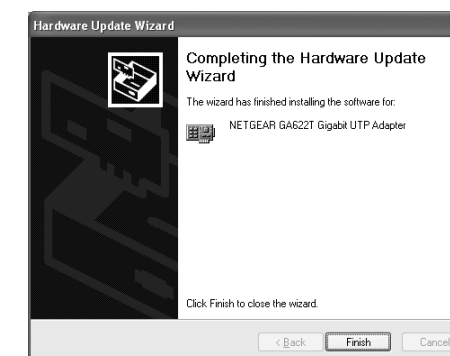 Hardware Update Wizard
Completing the Hardware Update
Wizard
The wizard has finished installing the software for:
NETGEAR GA622T Gigabit UTP Adapter
Click Finish to close the wizard.
< Back
Finish
Cancel